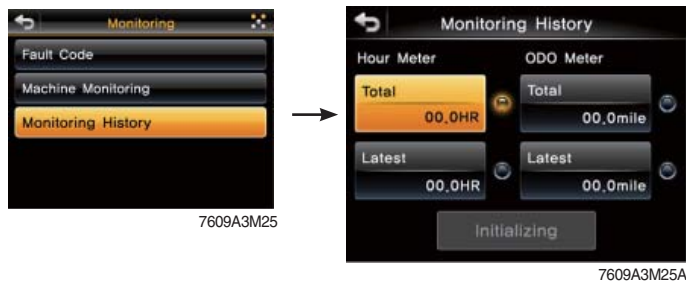 Monitoring
Fault Code
Machine Monitoring
Monitoring History
7609A3M25
Monitoring History
Hour Meter ODO Meter
Total Total
00.0HR 00.0mile
Latest Latest
00.0HR 00.0mile
Initializing
7609A3M25A